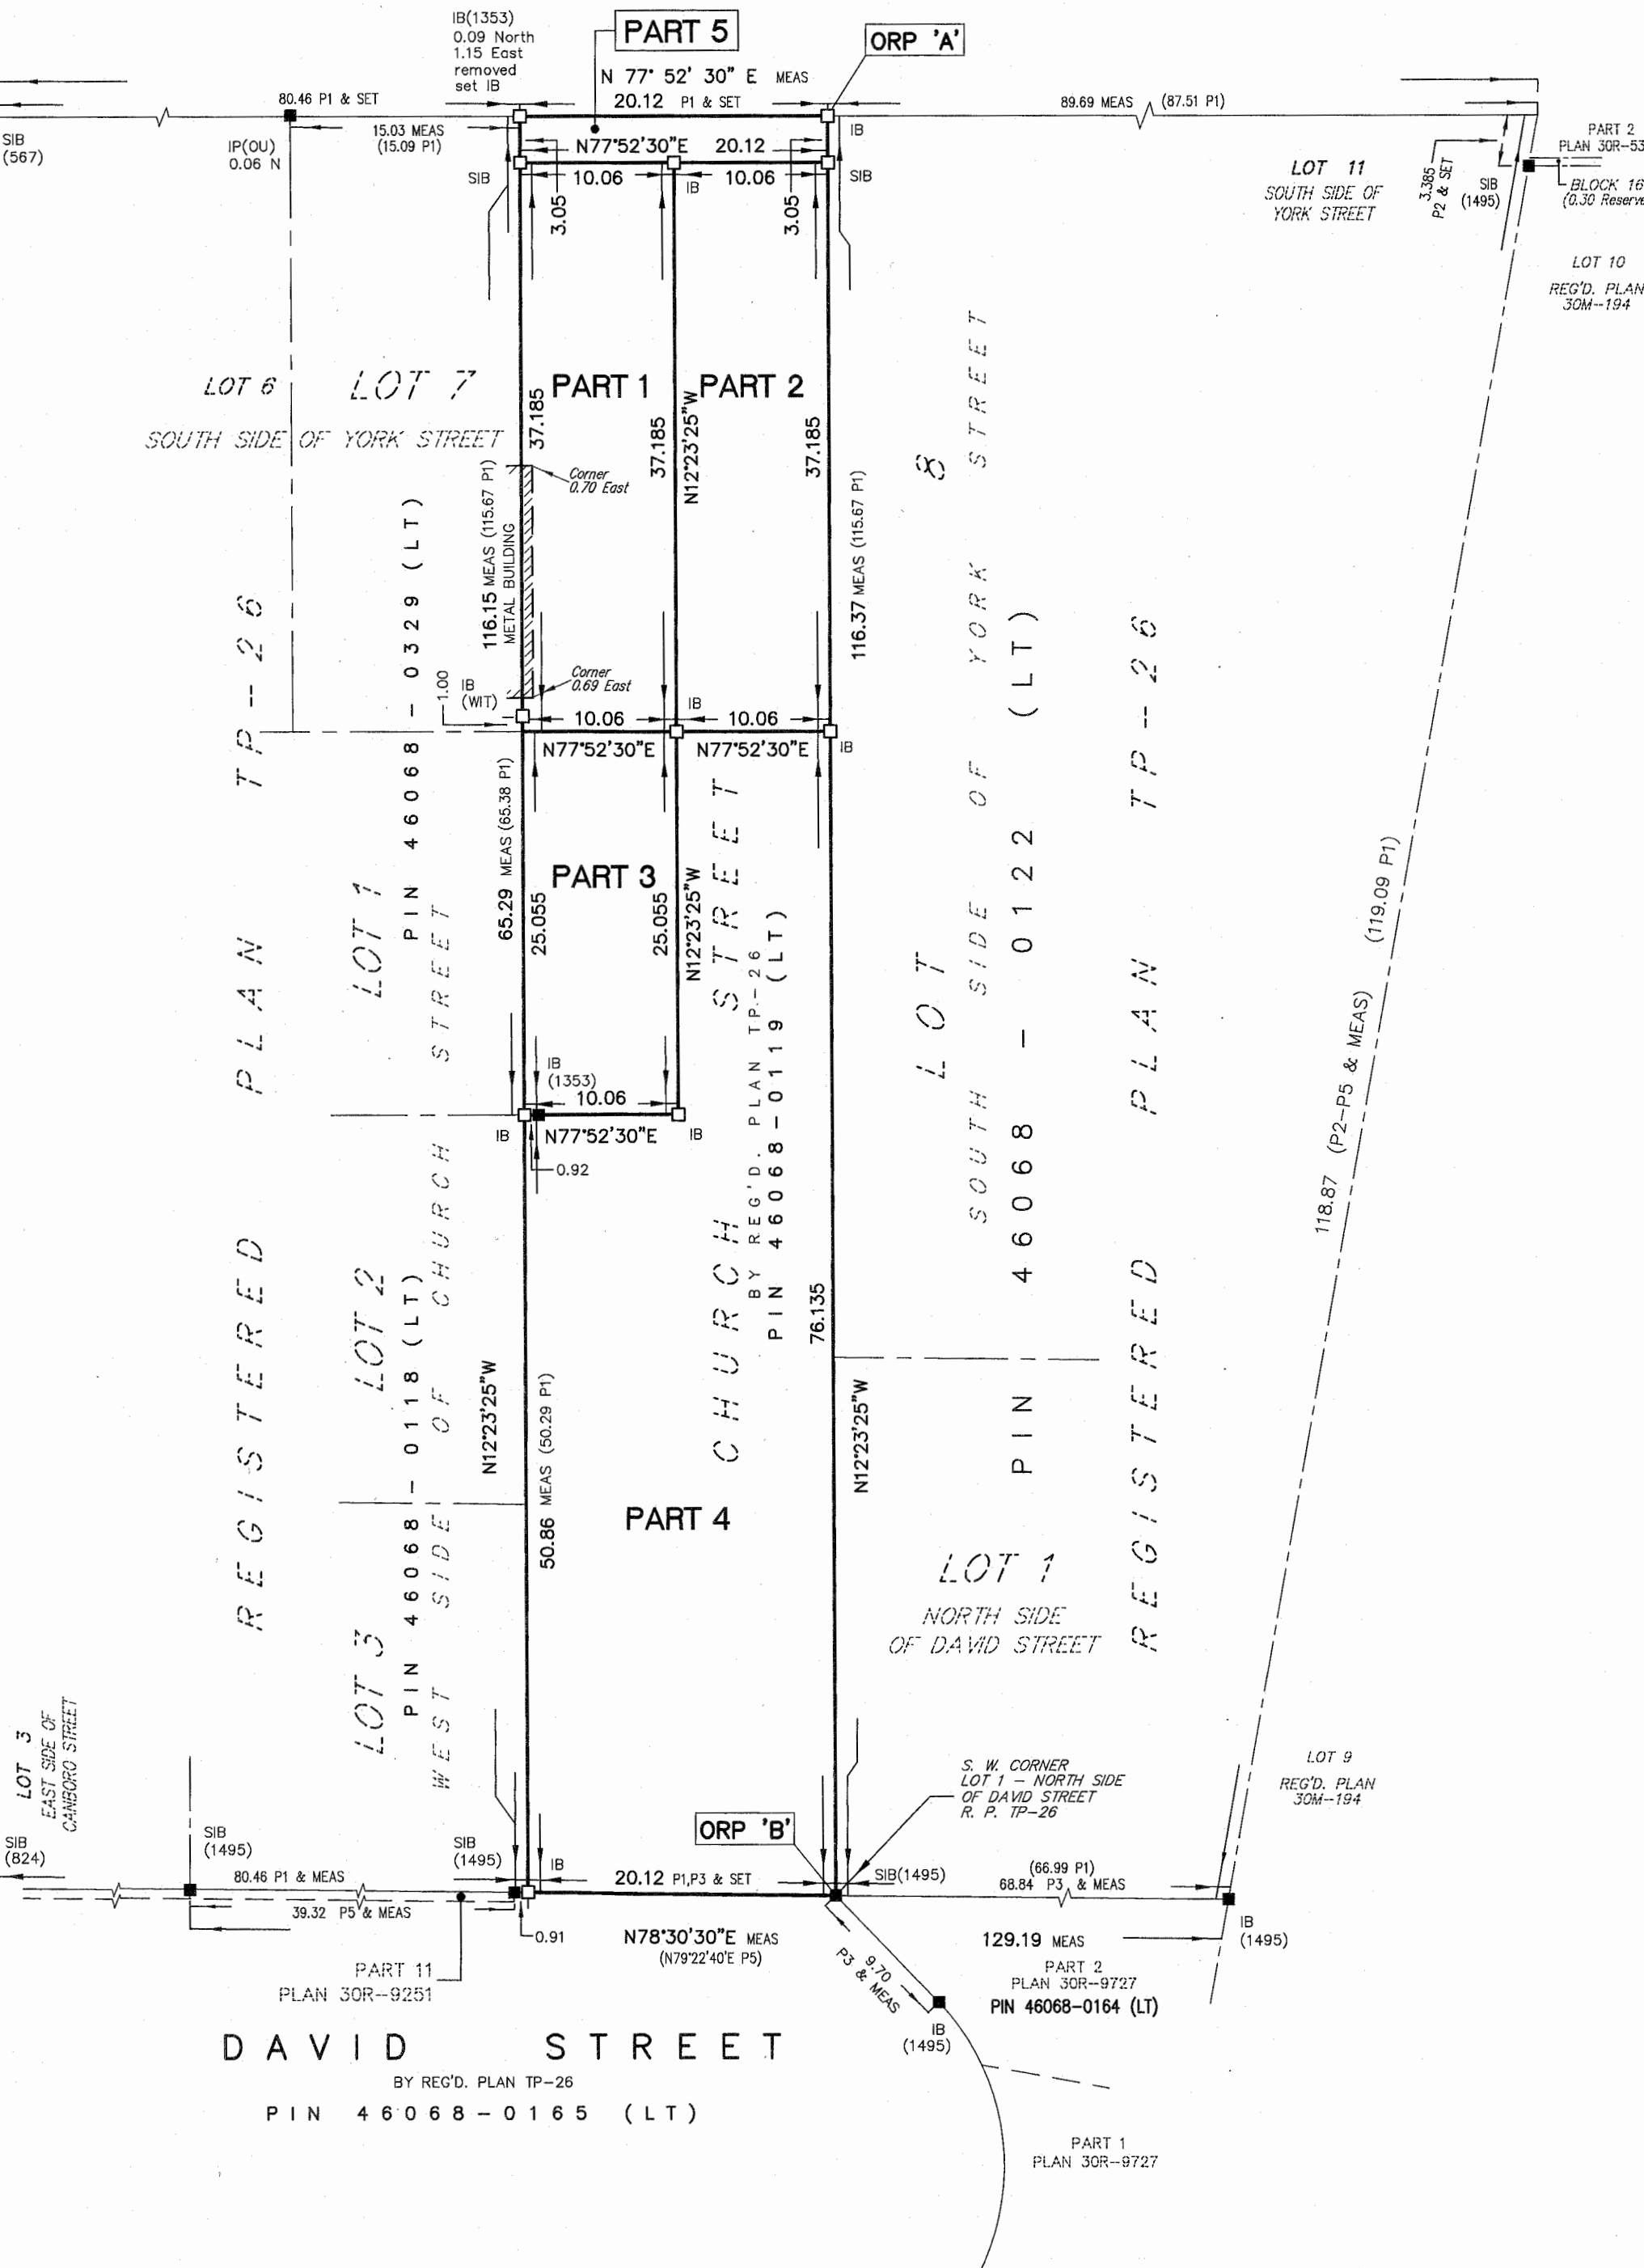 IB(1353)
0.09 North
1.15 East
removed
set IB
PART 5
ORP 'A'
N 77° 52' 30" E MEAS
80.46 P1 & SET
20.12 P1 & SET
89.69 MEAS (87.51 P1)
SIB
(567)
IP(OU)
0.06 N
15.03 MEAS
(15.09 P1)
N77°52'30"E 20.12
IB
SIB
10.06
IB
10.06
SIB
3.05
3.05
LOT 11
SOUTH SIDE OF
YORK STREET
3.385
P2 & SET
SIB
(1495)
PART 2
PLAN 30R-53
BLOCK 16
(0.30 Reserve
LOT 10
REG'D. PLAN
30M-194
LOT 6
LOT 7
SOUTH SIDE OF YORK STREET
PART 1
PART 2
37.185
37.185
N12°23'25"W
37.185
116.15 MEAS (115.67 P1)
METAL BUILDING
Corner
0.70 East
116.37 MEAS (115.67 P1)
Corner
0.69 East
1.00
IB
(WIT)
10.06
IB
10.06
N77°52'30"E
N77°52'30"E
IB
REGISTERED PLAN TP-26
LOT 1
PIN 46068-0329 (LT)
65.29 MEAS (65.38 P1)
PART 3
25.055
25.055
N12°23'25"W
CHURCH STREET
BY REG'D. PLAN TP-26
PIN 46068-0119 (LT)
LOT 8
SOUTH SIDE OF YORK STREET
PIN 46068 - 0122 (LT)
REGISTERED PLAN TP-26
118.87 (P2-P5 & MEAS) (119.09 P1)
IB
(1353)
10.06
IB
N77°52'30"E
IB
0.92
LOT 2
PIN 46068-0118 (LT)
WEST SIDE OF CHURCH STREET
LOT 3
N12°23'25"W
50.86 MEAS (50.29 P1)
76.135
N12°23'25"W
PART 4
LOT 1
NORTH SIDE
OF DAVID STREET
LOT 3
EAST SIDE OF
CANBORO STREET
S. W. CORNER
LOT 1 - NORTH SIDE
OF DAVID STREET
R. P. TP-26
LOT 9
REG'D. PLAN
30M-194
ORP 'B'
SIB
(824)
SIB
(1495)
SIB
(1495)
IB
80.46 P1 & MEAS
20.12 P1,P3 & SET
SIB(1495)
(66.99 P1)
68.84 P3 & MEAS
39.32 P5 & MEAS
0.91
N78°30'30"E MEAS
(N79°22'40"E P5)
129.19 MEAS
IB
(1495)
9.70
P3 & MEAS
PART 2
PLAN 30R-9727
PIN 46068-0164 (LT)
PART 11
PLAN 30R-9251
IB
(1495)
DAVID STREET
BY REG'D. PLAN TP-26
PIN 46068-0165 (LT)
PART 1
PLAN 30R-9727